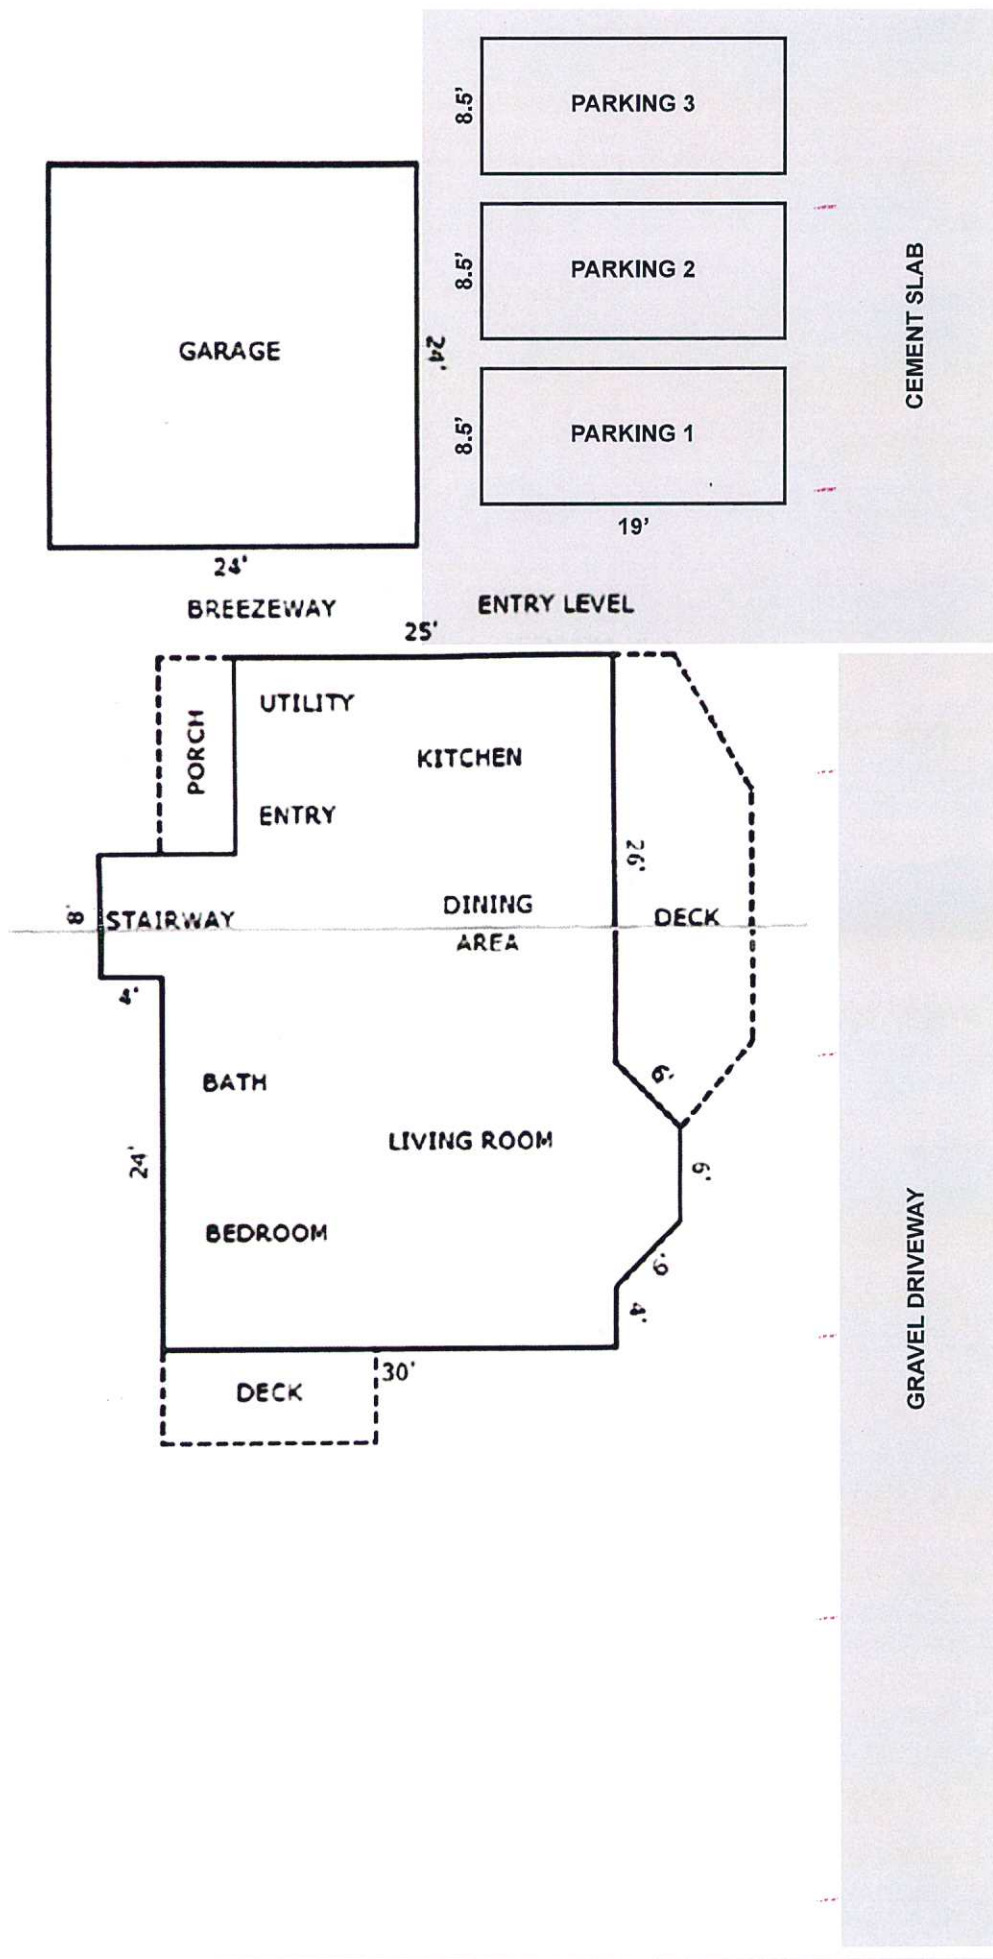 PARKING 3
8.5'
PARKING 2
8.5'
CEMENT SLAB
GARAGE
24'
PARKING 1
8.5'
19'
24'
BREEZEWAY
ENTRY LEVEL
25'
UTILITY
PORCH
KITCHEN
ENTRY
26'
8'
STAIRWAY
DINING
AREA
DECK
4'
BATH
6'
LIVING ROOM
24'
6'
BEDROOM
6'
4'
GRAVEL DRIVEWAY
30'
DECK